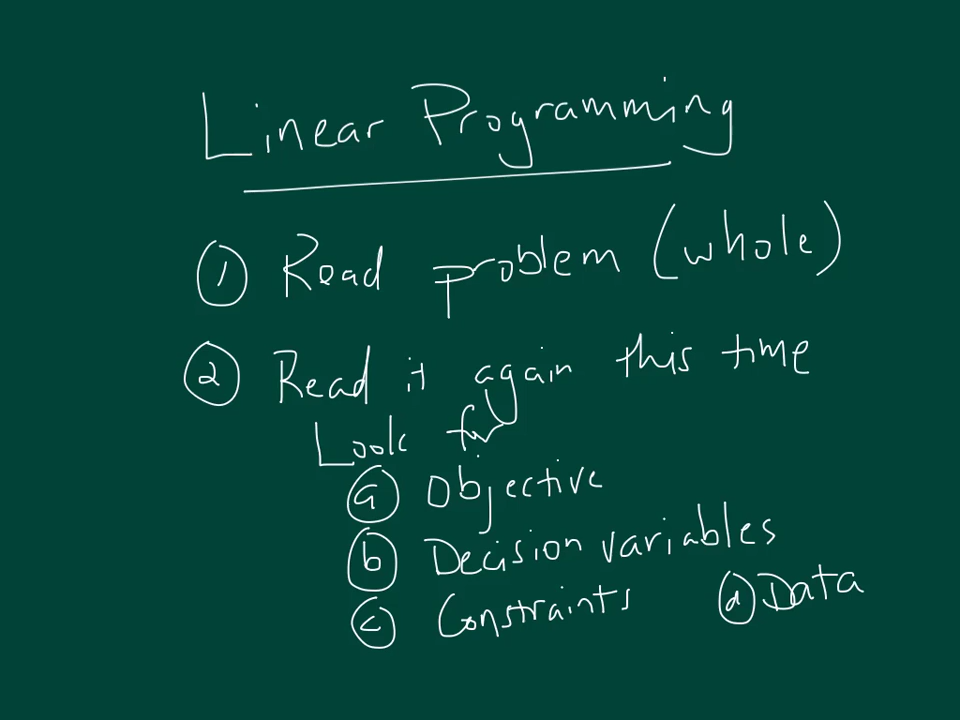 Linear Programming
① Read problem (whole)
② Read it again this time
Look for
ⓐ Objective
ⓑ Decision variables
ⓒ Constraints ⓓ Data